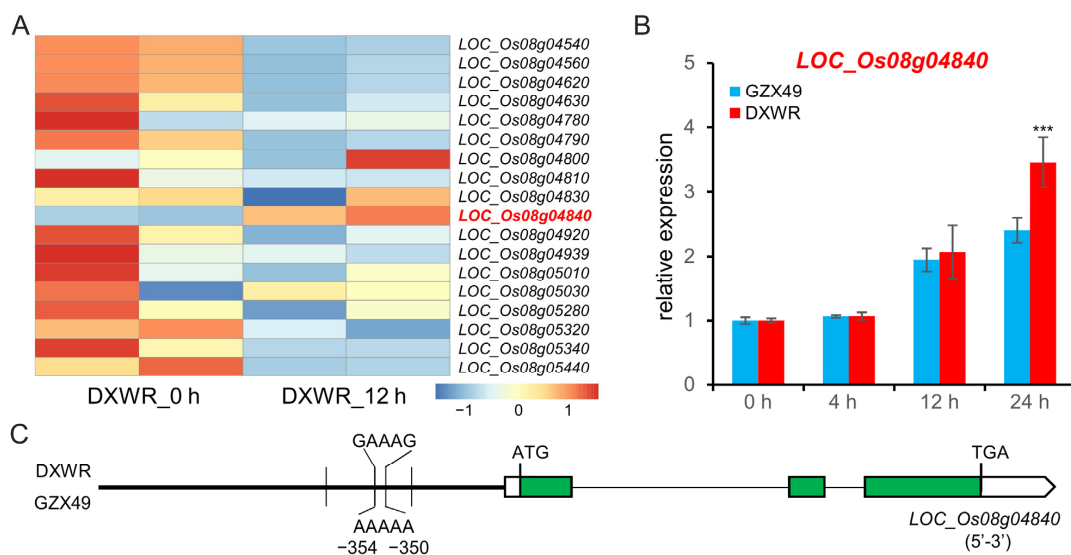 A
LOC_Os08g04540
LOC_Os08g04560
LOC_Os08g04620
LOC_Os08g04630
LOC_Os08g04780
LOC_Os08g04790
LOC_Os08g04800
LOC_Os08g04810
LOC_Os08g04830
LOC_Os08g04840
LOC_Os08g04920
LOC_Os08g04939
LOC_Os08g05010
LOC_Os08g05030
LOC_Os08g05280
LOC_Os08g05320
LOC_Os08g05340
LOC_Os08g05440
DXWR_0 h
DXWR_12 h
−1 0 1
B
LOC_Os08g04840
GZX49
DXWR
relative expression
5
4
3
2
1
0
***
0 h 4 h 12 h 24 h
C
GAAAG
DXWR
GZX49
AAAAA
−354 −350
ATG
TGA
LOC_Os08g04840
(5'-3')